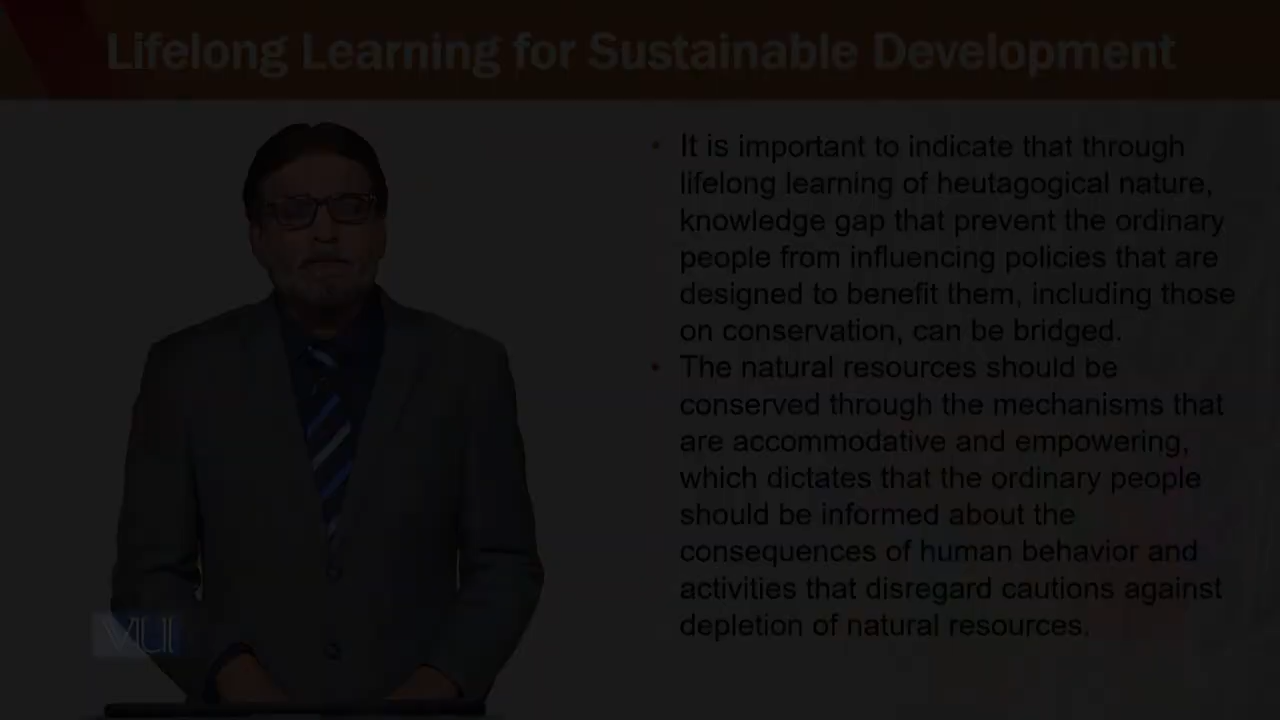 Lifelong Learning for Sustainable Development
• It is important to indicate that through
lifelong learning of heutagogical nature,
knowledge gap that prevent the ordinary
people from influencing policies that are
designed to benefit them, including those
on conservation, can be bridged.
• The natural resources should be
conserved through the mechanisms that
are accommodative and empowering,
which dictates that the ordinary people
should be informed about the
consequences of human behavior and
activities that disregard cautions against
depletion of natural resources.
VU